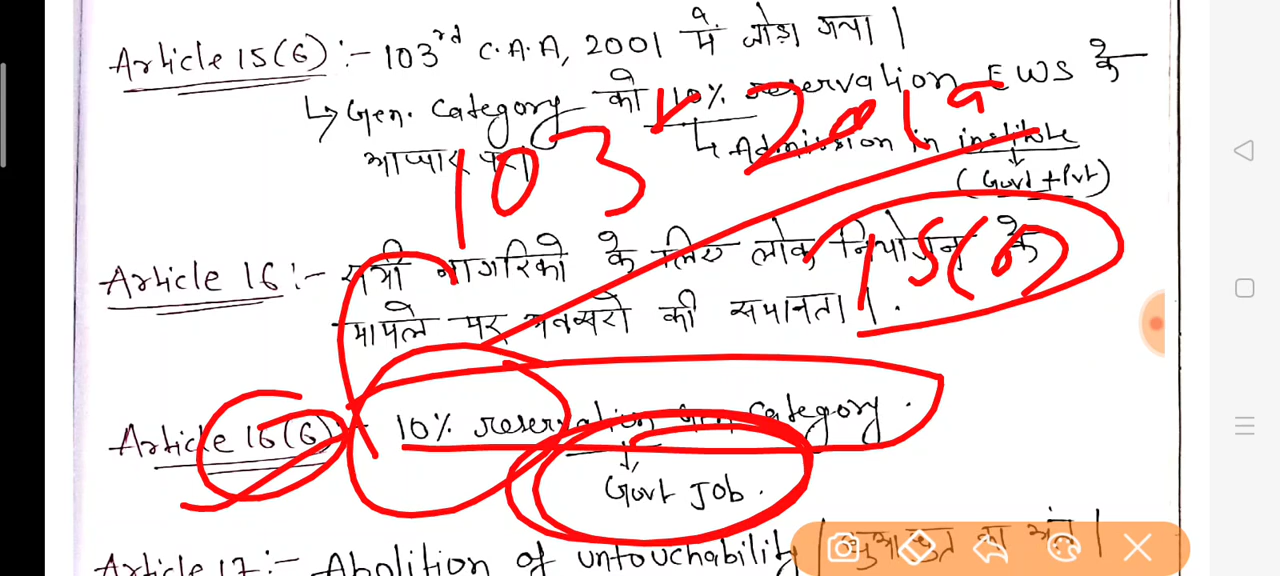 Article 15(6) :- 103rd C.A.A, 2001 में जोड़ा गया।
↳ Gen. Category को 10% reservation EWS के
आधार पर।
↳ Admission in institute
(Govt + Pvt)
103 2019
15(6)
Article 16 :- सभी नागरिकों के लिए लोक नियोजन के
मामले पर अवसरों की समानता।
Article 16(6) 10% reservation Category.
Govt Job.
Article 17:- Abolition of untouchability | छुआछूत का अंत।